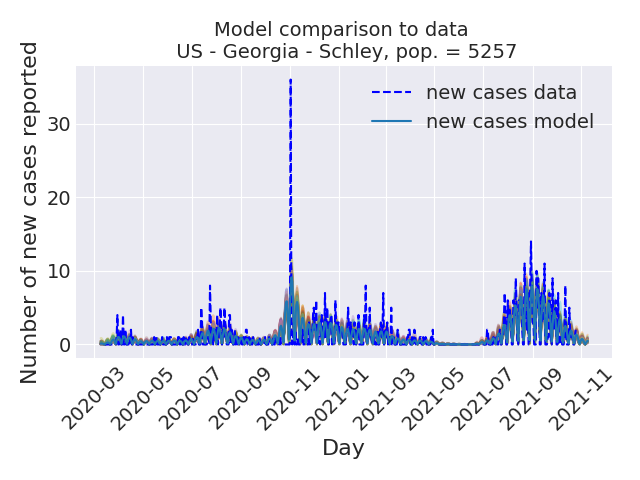 Model comparison to data
US - Georgia - Schley, pop. = 5257
Number of new cases reported
30
20
10
0
new cases data
new cases model
2020-03
2020-05
2020-07
2020-09
2020-11
2021-01
2021-03
2021-05
2021-07
2021-09
2021-11
Day